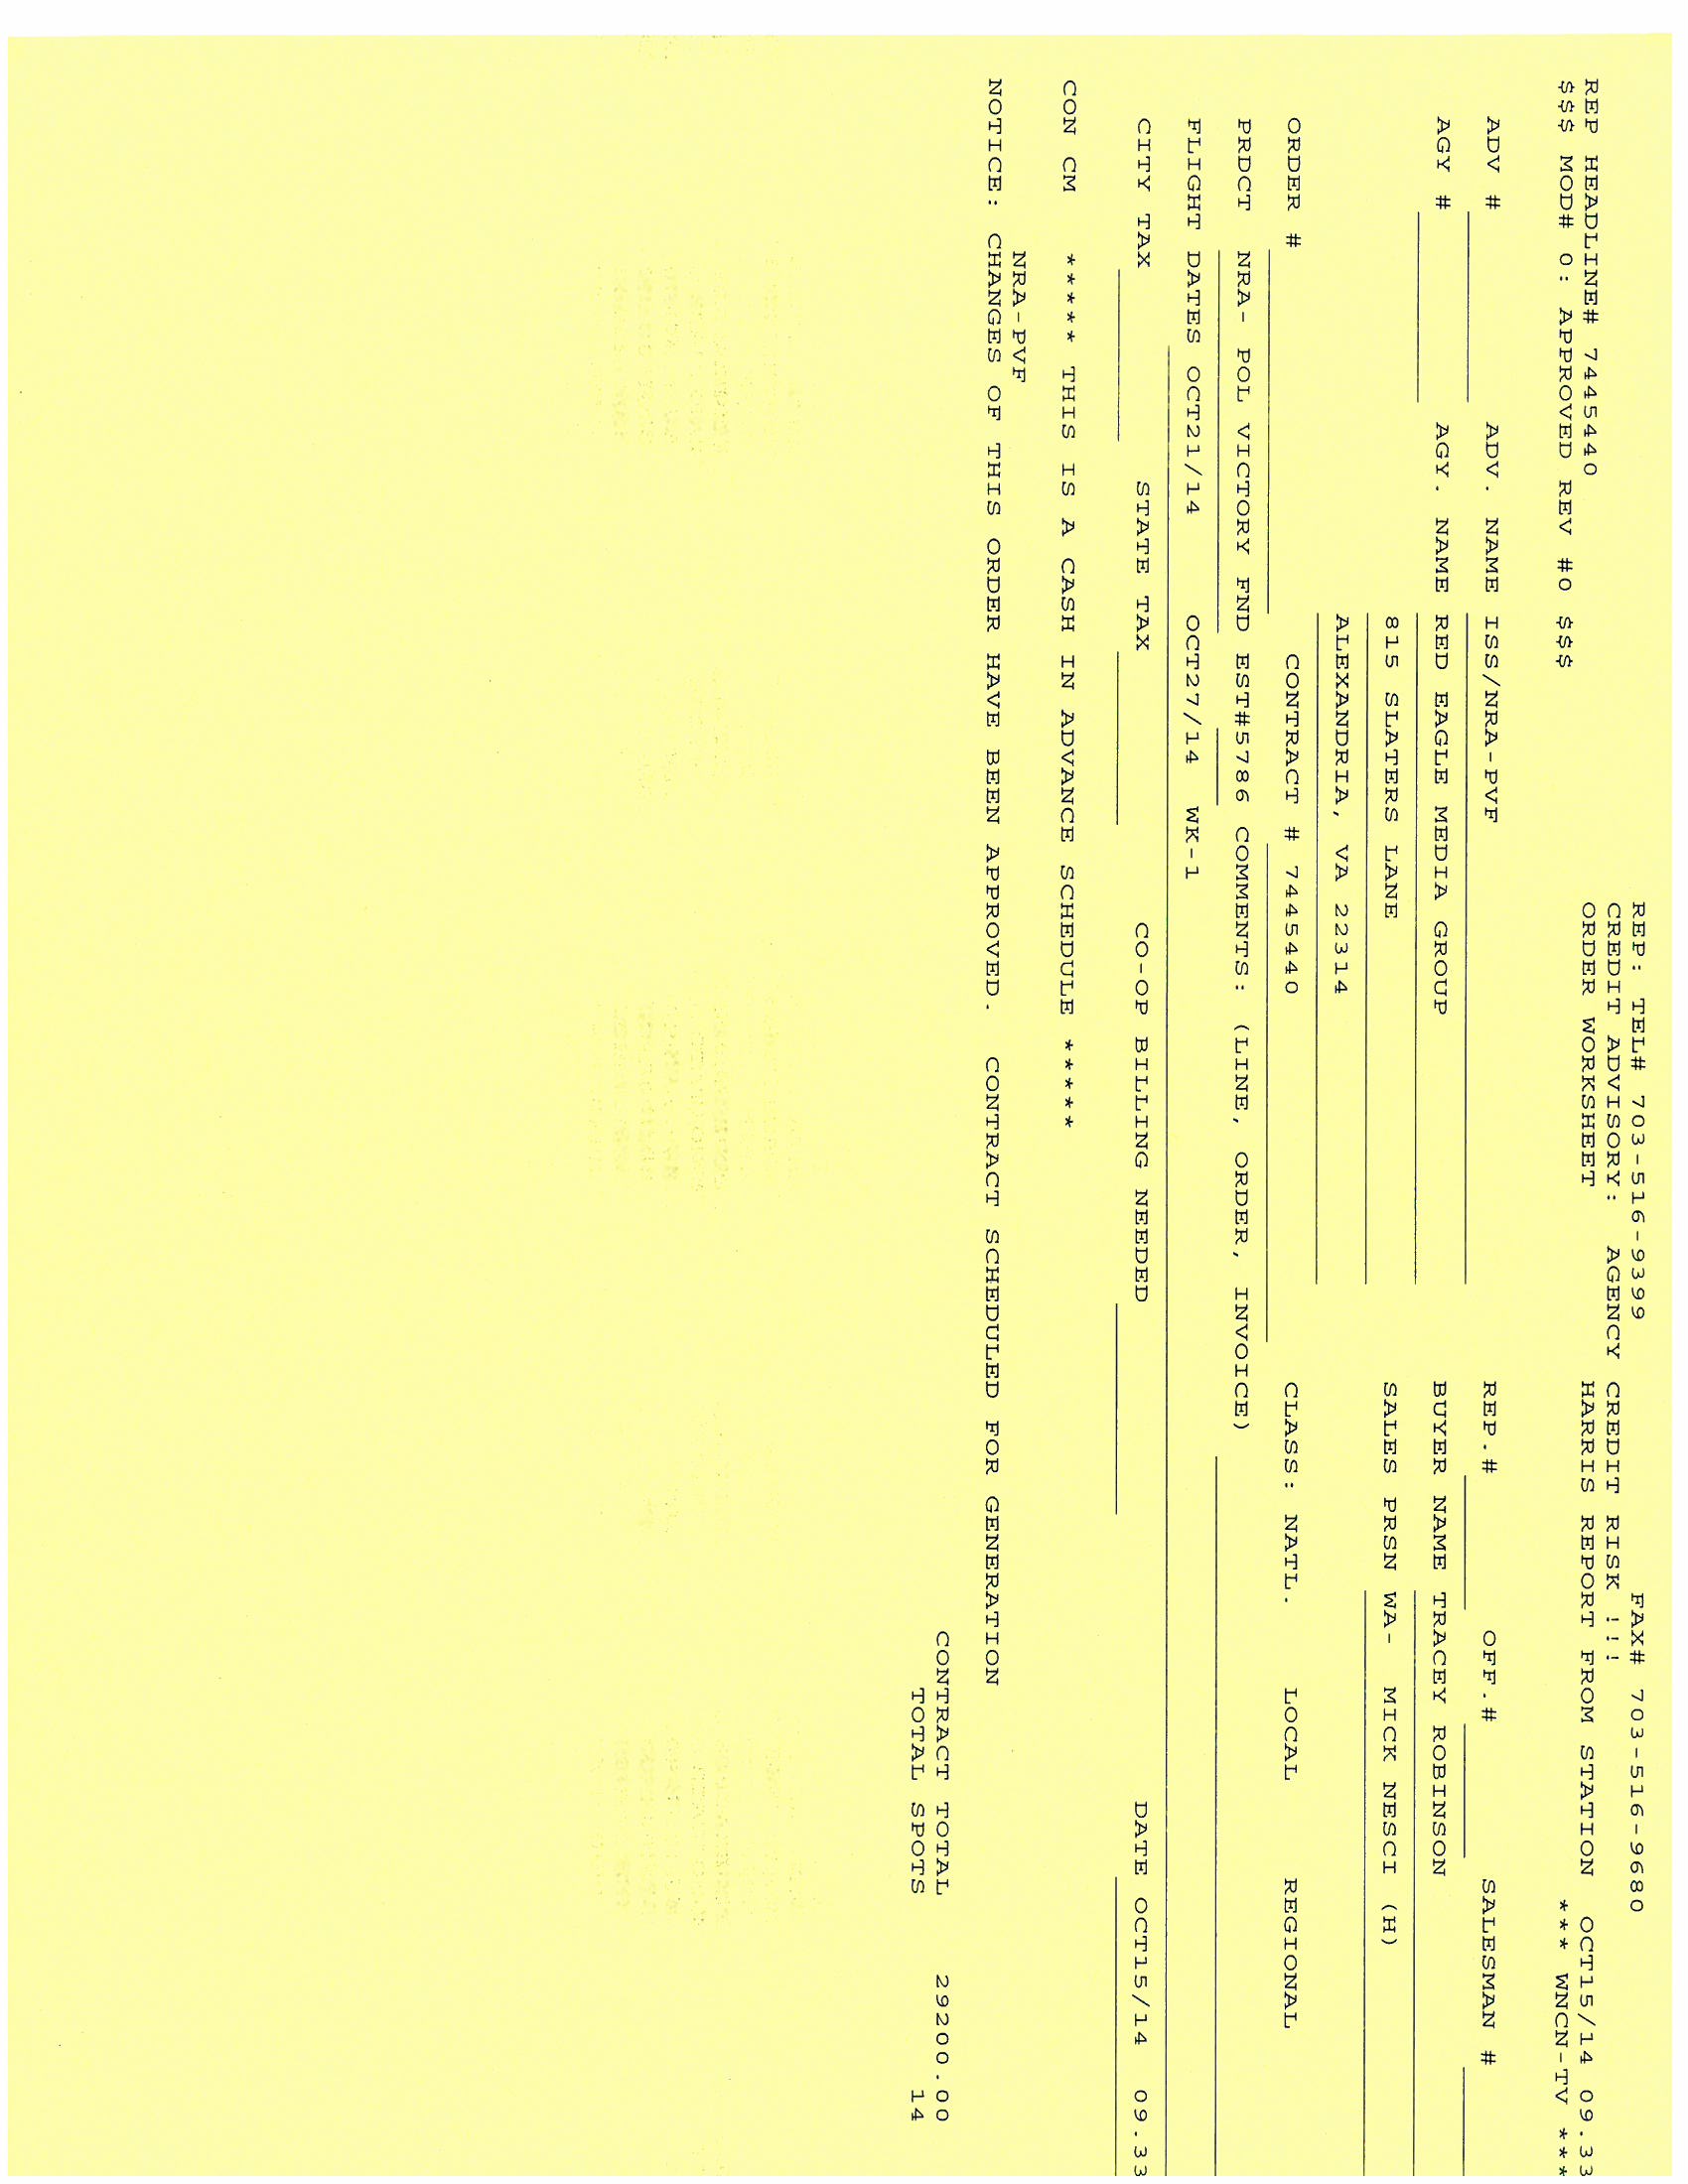 REP: TEL# 703-516-9399 FAX# 703-516-9680
CREDIT ADVISORY: AGENCY CREDIT RISK !!!
REP HEADLINE# 7445440 ORDER WORKSHEET HARRIS REPORT FROM STATION OCT15/14 09.33
$$$ MOD# 0: APPROVED REV #0 $$$ *** WNCN-TV ***
ADV # ADV. NAME ISS/NRA-PVF REP.# OFF.# SALESMAN #
AGY # AGY. NAME RED EAGLE MEDIA GROUP BUYER NAME TRACEY ROBINSON
815 SLATERS LANE SALES PRSN WA- MICK NESCI (H)
ALEXANDRIA, VA 22314
ORDER # CONTRACT # 7445440 CLASS: NATL. LOCAL REGIONAL
PRDCT NRA- POL VICTORY FND EST#5786 COMMENTS: (LINE, ORDER, INVOICE)
FLIGHT DATES OCT21/14 OCT27/14 WK-1
CITY TAX STATE TAX CO-OP BILLING NEEDED DATE OCT15/14 09.33
CON CM ***** THIS IS A CASH IN ADVANCE SCHEDULE *****
NRA-PVF
NOTICE: CHANGES OF THIS ORDER HAVE BEEN APPROVED. CONTRACT SCHEDULED FOR GENERATION
CONTRACT TOTAL 29200.00
TOTAL SPOTS 14